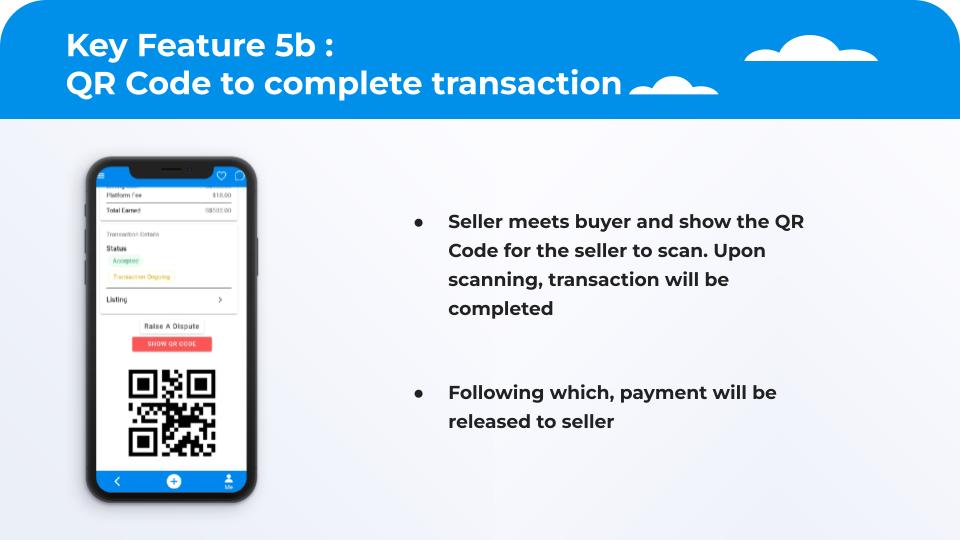 Key Feature 5b :
QR Code to complete transaction
Platform Fee $18.00
Total Earned S$502.00
Transaction Details
Status
Accepted
Transaction Ongoing
Listing
Raise A Dispute
SHOW QR CODE
Me
● Seller meets buyer and show the QR
Code for the seller to scan. Upon
scanning, transaction will be
completed
● Following which, payment will be
released to seller